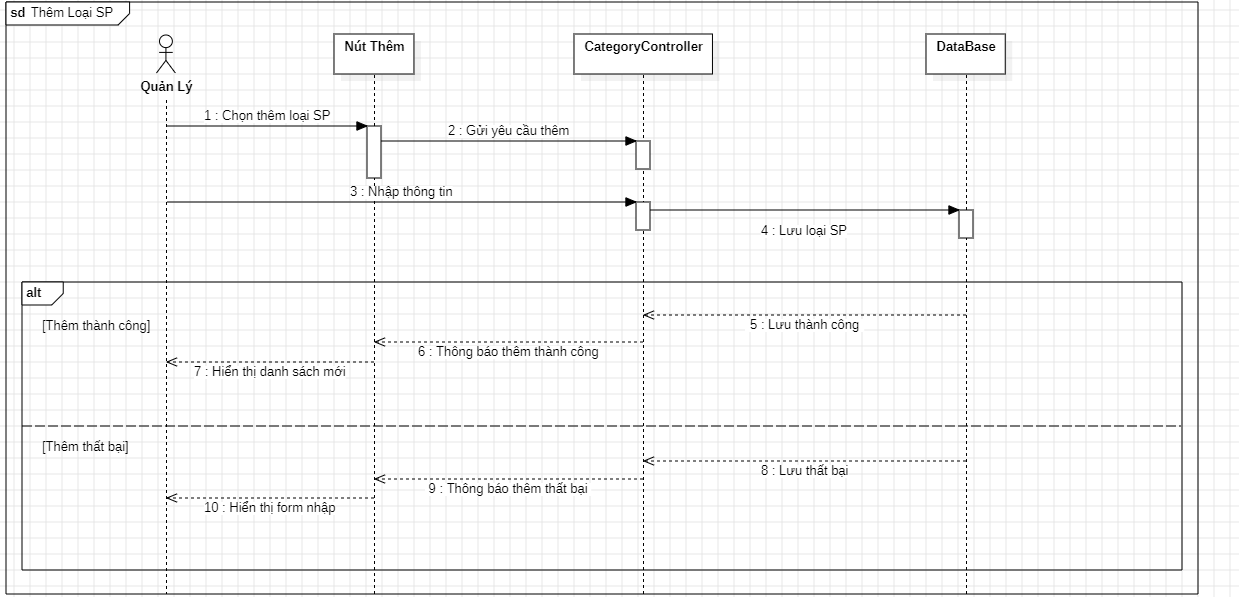 sd Thêm Loại SP
Nút Thêm
CategoryController
DataBase
Quản Lý
1 : Chọn thêm loại SP
2 : Gửi yêu cầu thêm
3 : Nhập thông tin
4 : Lưu loại SP
alt
[Thêm thành công]
5 : Lưu thành công
6 : Thông báo thêm thành công
7 : Hiển thị danh sách mới
[Thêm thất bại]
8 : Lưu thất bại
9 : Thông báo thêm thất bại
10 : Hiển thị form nhập